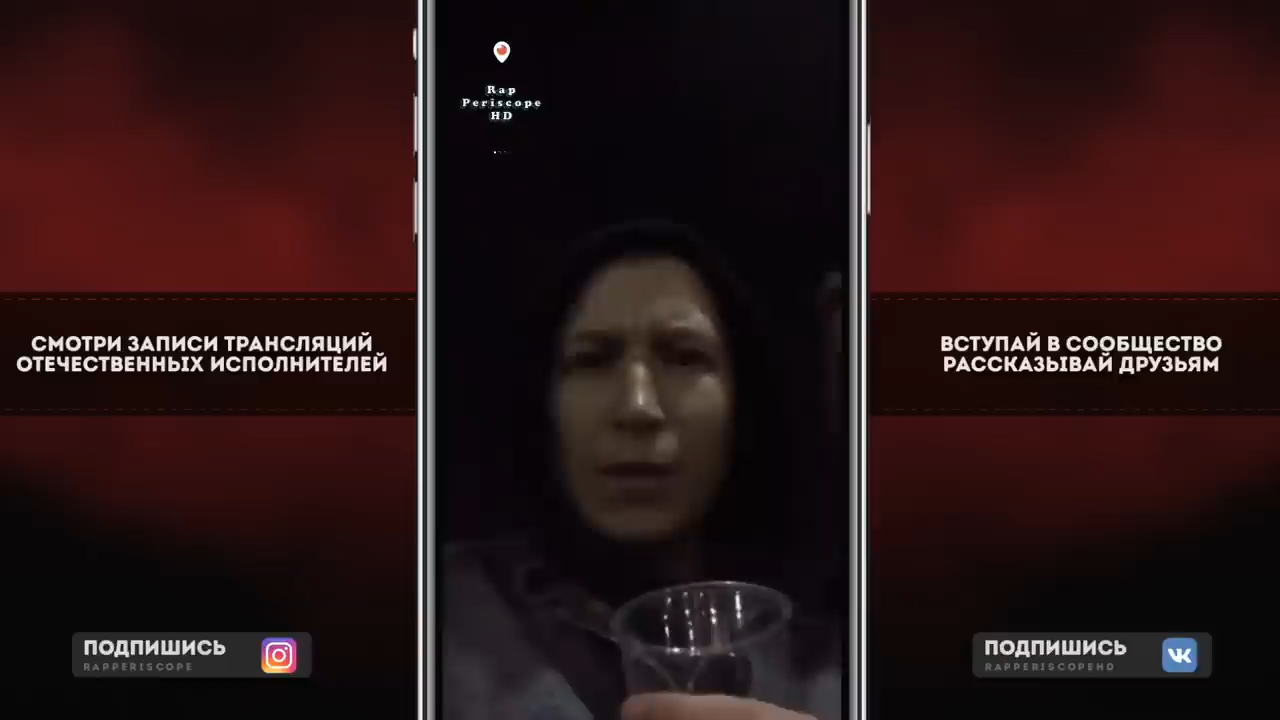 Rap
Periscope
HD
СМОТРИ ЗАПИСИ ТРАНСЛЯЦИЙ
ОТЕЧЕСТВЕННЫХ ИСПОЛНИТЕЛЕЙ
ВСТУПАЙ В СООБЩЕСТВО
РАССКАЗЫВАЙ ДРУЗЬЯМ
ПОДПИШИСЬ
RAPPERISCOPE
ПОДПИШИСЬ
RAPPERISCOPEHD